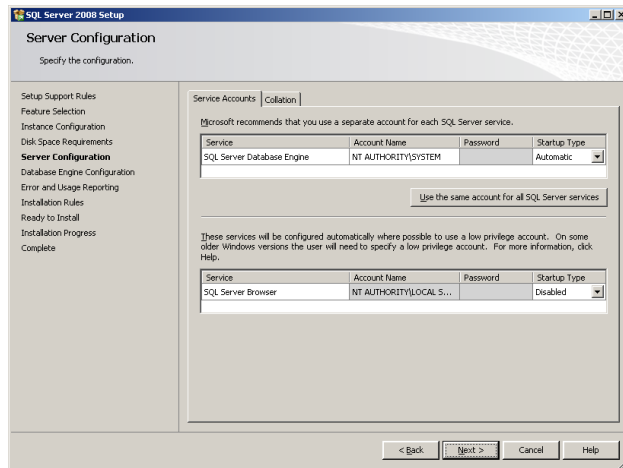 SQL Server 2008 Setup
Server Configuration
Specify the configuration.
Setup Support Rules
Feature Selection
Instance Configuration
Disk Space Requirements
Server Configuration
Database Engine Configuration
Error and Usage Reporting
Installation Rules
Ready to Install
Installation Progress
Complete
Service Accounts Collation
Microsoft recommends that you use a separate account for each SQL Server service.
Service Account Name Password Startup Type
SQL Server Database Engine NT AUTHORITY\SYSTEM Automatic
Use the same account for all SQL Server services
These services will be configured automatically where possible to use a low privilege account. On some
older Windows versions the user will need to specify a low privilege account. For more information, click
Help.
Service Account Name Password Startup Type
SQL Server Browser NT AUTHORITY\LOCAL S... Disabled
< Back Next > Cancel Help